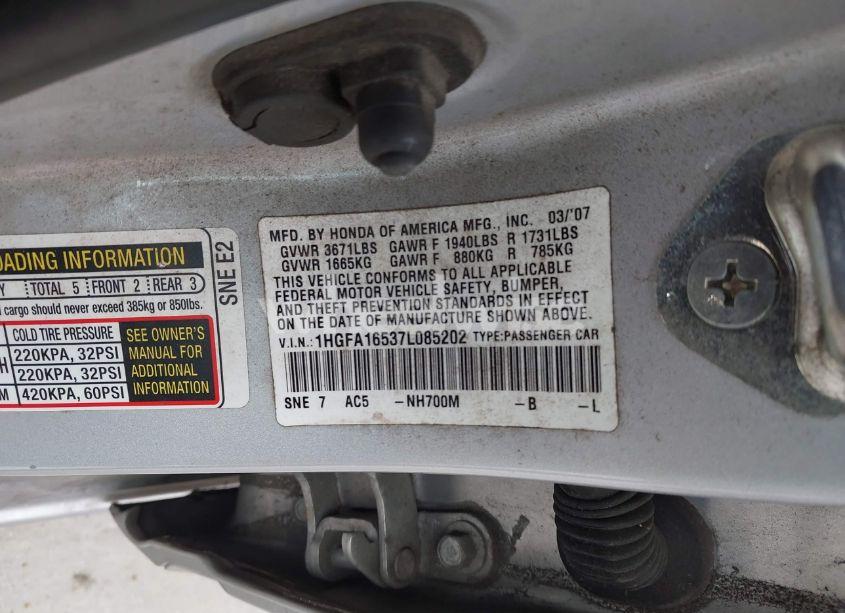 OADING INFORMATION
Y TOTAL 5 FRONT 2 REAR 3
cargo should never exceed 385kg or 850lbs.
COLD TIRE PRESSURE
H 220KPA, 32PSI
220KPA, 32PSI
M 420KPA, 60PSI
SEE OWNER'S
MANUAL FOR
ADDITIONAL
INFORMATION
SNE E2
MFD. BY HONDA OF AMERICA MFG., INC. 03/'07
GVWR 3671LBS GAWR F 1940LBS R 1731LBS
GVWR 1665KG GAWR F 880KG R 785KG
THIS VEHICLE CONFORMS TO ALL APPLICABLE
FEDERAL MOTOR VEHICLE SAFETY, BUMPER,
AND THEFT PREVENTION STANDARDS IN EFFECT
ON THE DATE OF MANUFACTURE SHOWN ABOVE.
V.I.N.: 1HGFA16537L085202 TYPE:PASSENGER CAR
SNE 7 AC5 -NH700M -B -L